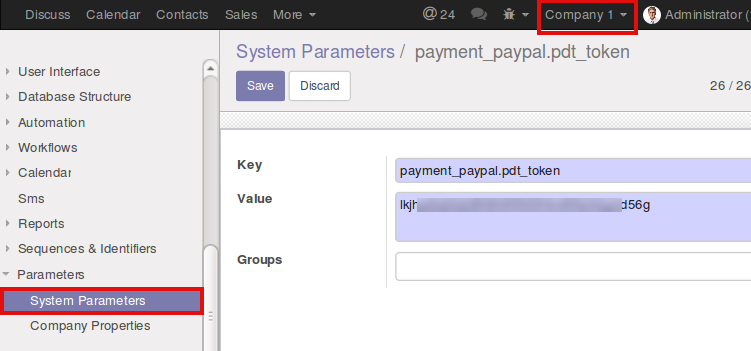 Discuss Calendar Contacts Sales More @ 24 Company 1 Administrator (
System Parameters / payment_paypal.pdt_token
Save Discard 26 / 26
User Interface
Database Structure
Automation
Workflows
Calendar
Sms
Reports
Sequences & Identifiers
Parameters
System Parameters
Company Properties
Key payment_paypal.pdt_token
Value lkjh d56g
Groups